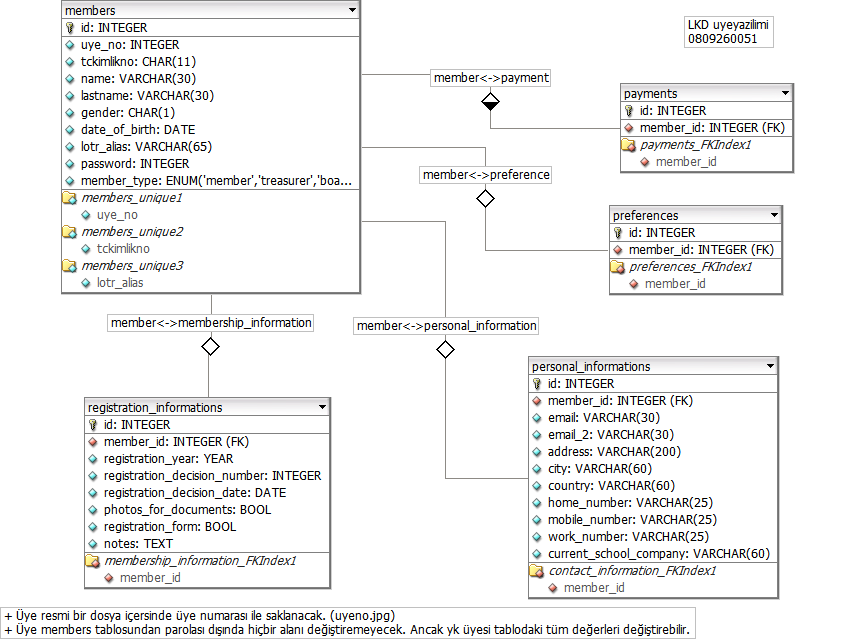 members
id: INTEGER
uye_no: INTEGER
tckimlikno: CHAR(11)
name: VARCHAR(30)
lastname: VARCHAR(30)
gender: CHAR(1)
date_of_birth: DATE
lotr_alias: VARCHAR(65)
password: INTEGER
member_type: ENUM('member','treasurer','boa...
members_unique1
uye_no
members_unique2
tckimlikno
members_unique3
lotr_alias
LKD uyeyazilimi
0809260051
member<->payment
payments
id: INTEGER
member_id: INTEGER (FK)
payments_FKIndex1
member_id
member<->preference
preferences
id: INTEGER
member_id: INTEGER (FK)
preferences_FKIndex1
member_id
member<->membership_information
member<->personal_information
registration_informations
id: INTEGER
member_id: INTEGER (FK)
registration_year: YEAR
registration_decision_number: INTEGER
registration_decision_date: DATE
photos_for_documents: BOOL
registration_form: BOOL
notes: TEXT
membership_information_FKIndex1
member_id
personal_informations
id: INTEGER
member_id: INTEGER (FK)
email: VARCHAR(30)
email_2: VARCHAR(30)
address: VARCHAR(200)
city: VARCHAR(60)
country: VARCHAR(60)
home_number: VARCHAR(25)
mobile_number: VARCHAR(25)
work_number: VARCHAR(25)
current_school_company: VARCHAR(60)
contact_information_FKIndex1
member_id
+ Üye resmi bir dosya içersinde üye numarası ile saklanacak. (uyeno.jpg)
+ Üye members tablosundan parolası dışında hiçbir alanı değiştiremeyecek. Ancak yk üyesi tablodaki tüm değerleri değiştirebilir.